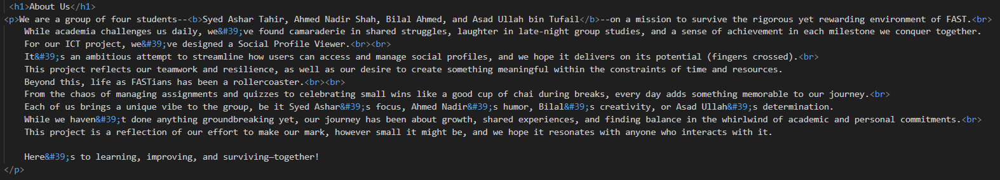 <h1>About Us</h1>
<p>We are a group of four students--<b>Syed Ashar Tahir, Ahmed Nadir Shah, Bilal Ahmed, and Asad Ullah bin Tufail</b>--on a mission to survive the rigorous yet rewarding environment of FAST.<br>
While academia challenges us daily, we&#39;ve found camaraderie in shared struggles, laughter in late-night group studies, and a sense of achievement in each milestone we conquer together.
For our ICT project, we&#39;ve designed a Social Profile Viewer.<br><br>
It&#39;s an ambitious attempt to streamline how users can access and manage social profiles, and we hope it delivers on its potential (fingers crossed).<br>
This project reflects our teamwork and resilience, as well as our desire to create something meaningful within the constraints of time and resources.
Beyond this, life as FASTians has been a rollercoaster.<br><br>
From the chaos of managing assignments and quizzes to celebrating small wins like a good cup of chai during breaks, every day adds something memorable to our journey.<br>
Each of us brings a unique vibe to the group, be it Syed Ashar&#39;s focus, Ahmed Nadir&#39;s humor, Bilal&#39;s creativity, or Asad Ullah&#39;s determination.
While we haven&#39;t done anything groundbreaking yet, our journey has been about growth, shared experiences, and finding balance in the whirlwind of academic and personal commitments.<br>
This project is a reflection of our effort to make our mark, however small it might be, and we hope it resonates with anyone who interacts with it.
Here&#39;s to learning, improving, and surviving—together!
</p>